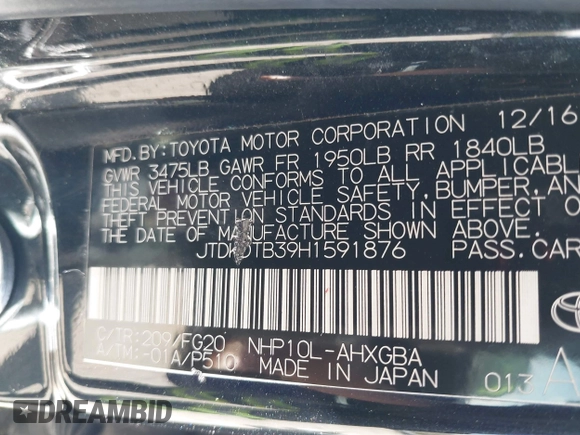 MFD.BY:TOYOTA MOTOR CORPORATION 12/16
GVWR 3475LB GAWR FR 1950LB RR 1840LB
THIS VEHICLE CONFORMS TO ALL APPLICABL
FEDERAL MOTOR VEHICLE SAFETY, BUMPER, AN
THEFT PREVENTION STANDARDS IN EFFECT O
THE DATE OF MANUFACTURE SHOWN ABOVE.
PASS.CAR
C/TR:209/FG20 NHP10L-AHXGBA
A/TM:-01A/P510 MADE IN JAPAN 013 A
DREAMBID